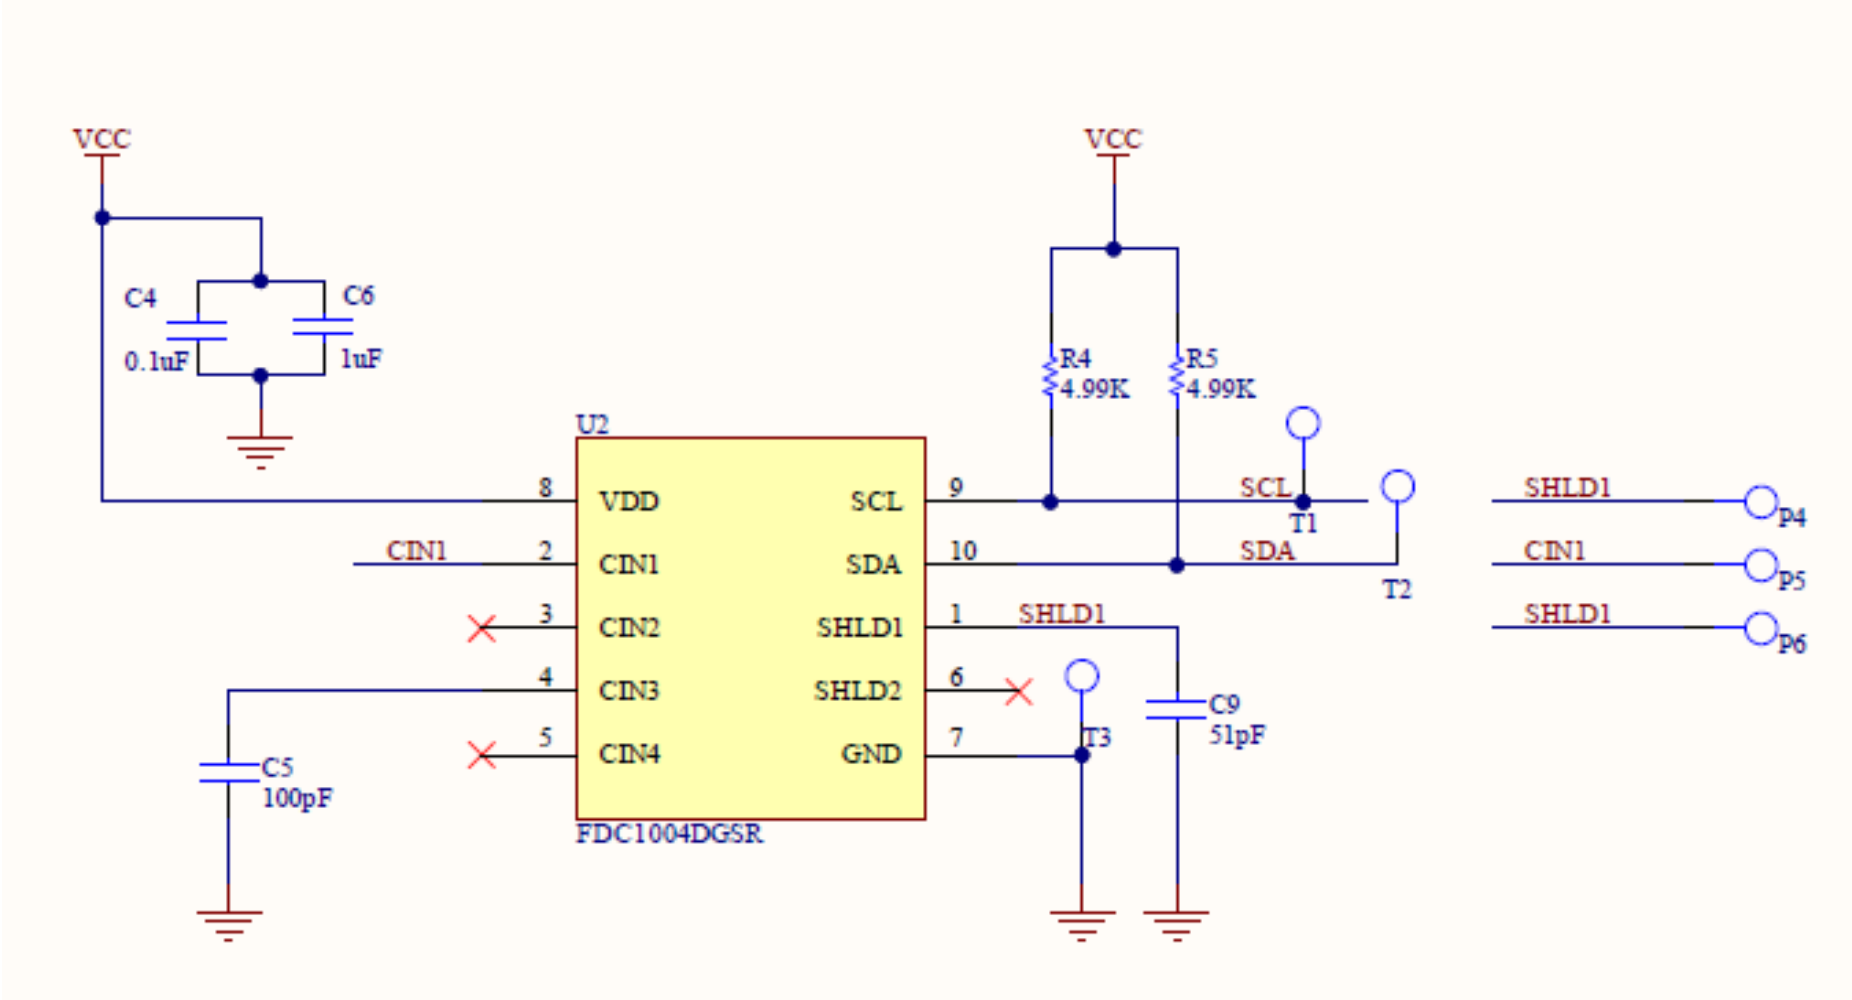 VCC
VCC
C4
0.1uF
C6
1uF
R4
4.99K
R5
4.99K
U2
8
VDD
SCL
9
SCL
T1
SHLD1
P4
CIN1
2
CIN1
SDA
10
SDA
T2
CIN1
P5
3
CIN2
SHLD1
1
SHLD1
SHLD1
P6
4
CIN3
SHLD2
6
C9
51pF
5
CIN4
GND
7
T3
C5
100pF
FDC1004DGSR